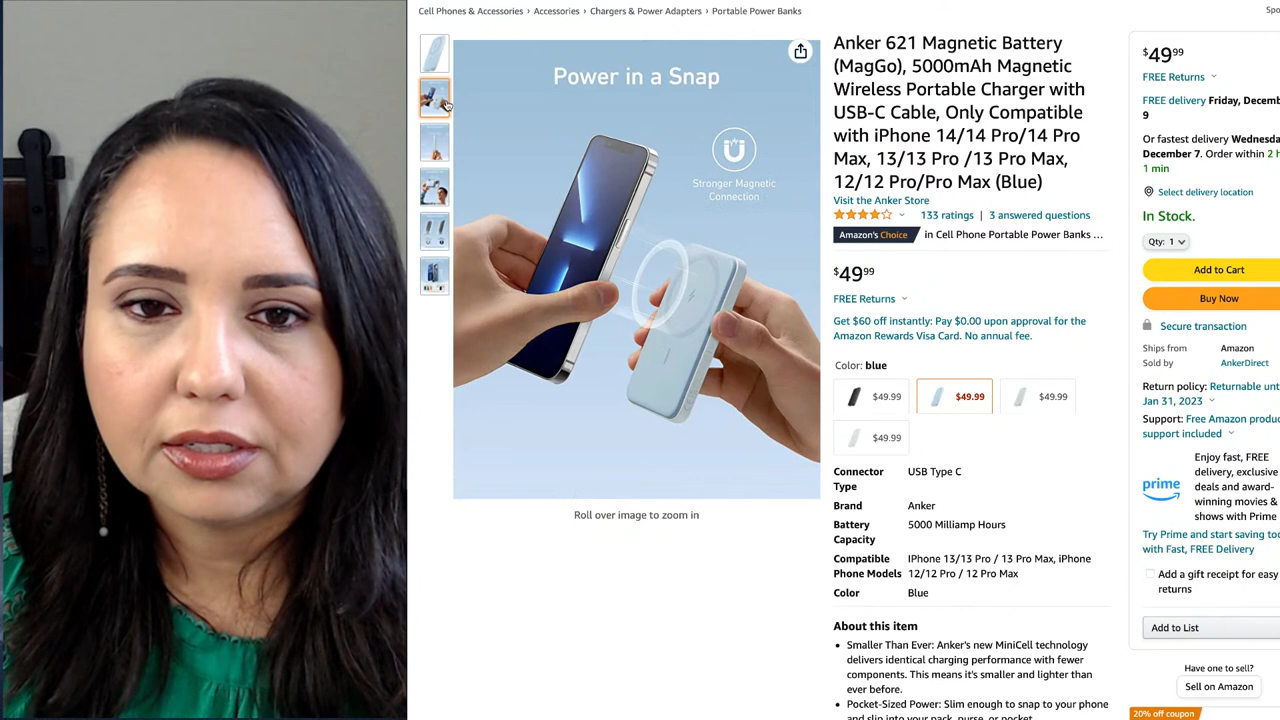 Cell Phones & Accessories › Accessories › Chargers & Power Adapters › Portable Power Banks
Power in a Snap
Stronger Magnetic
Connection
Roll over image to zoom in
Anker 621 Magnetic Battery
(MagGo), 5000mAh Magnetic
Wireless Portable Charger with
USB-C Cable, Only Compatible
with iPhone 14/14 Pro/14 Pro
Max, 13/13 Pro /13 Pro Max,
12/12 Pro/Pro Max (Blue)
Visit the Anker Store
133 ratings | 3 answered questions
Amazon's Choice in Cell Phone Portable Power Banks ...
$49.99
FREE Returns
Get $60 off instantly: Pay $0.00 upon approval for the
Amazon Rewards Visa Card. No annual fee.
Color: blue
$49.99 $49.99 $49.99
$49.99
Connector USB Type C
Type
Brand Anker
Battery 5000 Milliamp Hours
Capacity
Compatible IPhone 13/13 Pro / 13 Pro Max, iPhone
Phone Models 12/12 Pro / 12 Pro Max
Color Blue
About this item
• Smaller Than Ever: Anker's new MiniCell technology
delivers identical charging performance with fewer
components. This means it's smaller and lighter than
ever before.
• Pocket-Sized Power: Slim enough to snap to your phone
and slip into your pack, purse, or pocket.
$49.99
FREE Returns
FREE delivery Friday, Decemb
9
Or fastest delivery Wednesda
December 7. Order within 2 h
1 min
Select delivery location
In Stock.
Qty: 1
Add to Cart
Buy Now
Secure transaction
Ships from Amazon
Sold by AnkerDirect
Return policy: Returnable unt
Jan 31, 2023
Support: Free Amazon produc
support included
prime
Enjoy fast, FREE
delivery, exclusive
deals and award-
winning movies &
shows with Prime
Try Prime and start saving too
with Fast, FREE Delivery
Add a gift receipt for easy
returns
Add to List
Have one to sell?
Sell on Amazon
20% off coupon